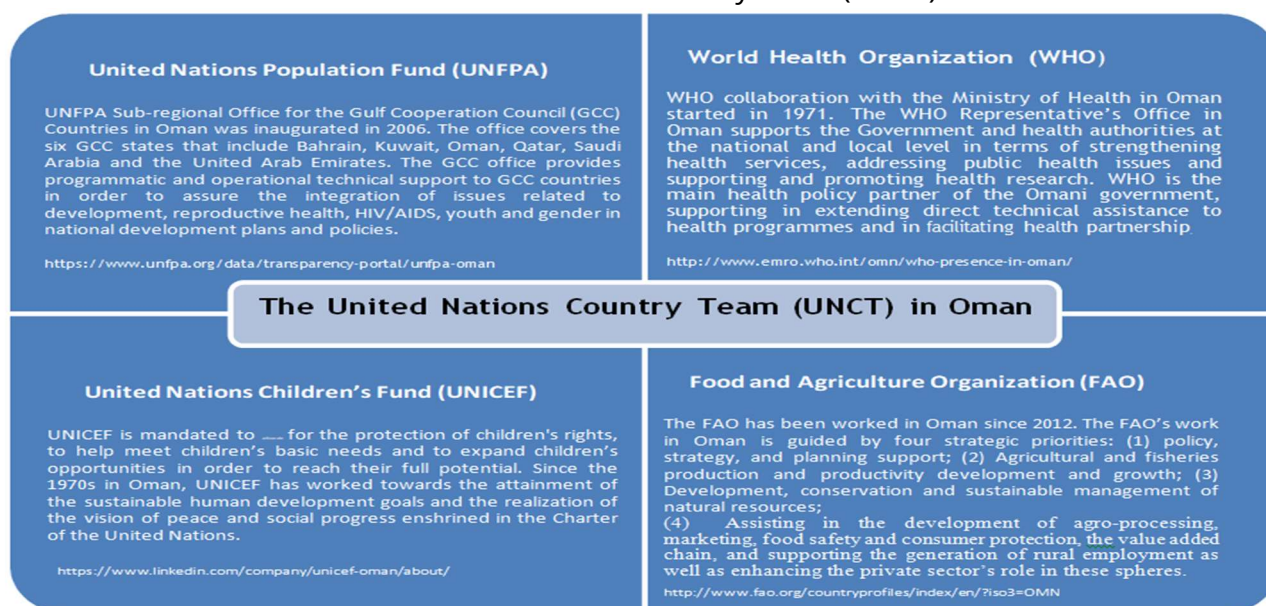 United Nations Population Fund (UNFPA)
UNFPA Sub-regional Office for the Gulf Cooperation Council (GCC)
Countries in Oman was inaugurated in 2006. The office covers the
six GCC states that include Bahrain, Kuwait, Oman, Qatar, Saudi
Arabia and the United Arab Emirates. The GCC office provides
programmatic and operational technical support to GCC countries
in order to assure the integration of issues related to
development, reproductive health, HIV/AIDS, youth and gender in
national development plans and policies.
https://www.unfpa.org/data/transparency-portal/unfpa-oman
World Health Organization (WHO)
WHO collaboration with the Ministry of Health in Oman
started in 1971. The WHO Representative's Office in
Oman supports the Government and health authorities at
the national and local level in terms of strengthening
health services, addressing public health issues and
supporting and promoting health research. WHO is the
main health policy partner of the Omani government,
supporting in extending direct technical assistance to
health programmes and in facilitating health partnership
http://www.emro.who.int/omn/who-presence-in-oman/
The United Nations Country Team (UNCT) in Oman
United Nations Children's Fund (UNICEF)
UNICEF is mandated to for the protection of children's rights,
to help meet children's basic needs and to expand children's
opportunities in order to reach their full potential. Since the
1970s in Oman, UNICEF has worked towards the attainment of
the sustainable human development goals and the realization of
the vision of peace and social progress enshrined in the Charter
of the United Nations.
https://www.linkedin.com/company/unicef-oman/about/
Food and Agriculture Organization (FAO)
The FAO has been worked in Oman since 2012. The FAO's work
in Oman is guided by four strategic priorities: (1) policy,
strategy, and planning support; (2) Agricultural and fisheries
production and productivity development and growth; (3)
Development, conservation and sustainable management of
natural resources;
(4) Assisting in the development of agro-processing,
marketing, food safety and consumer protection, the value added
chain, and supporting the generation of rural employment as
well as enhancing the private sector's role in these spheres.
http://www.fao.org/countryprofiles/index/en/?iso3=OMN